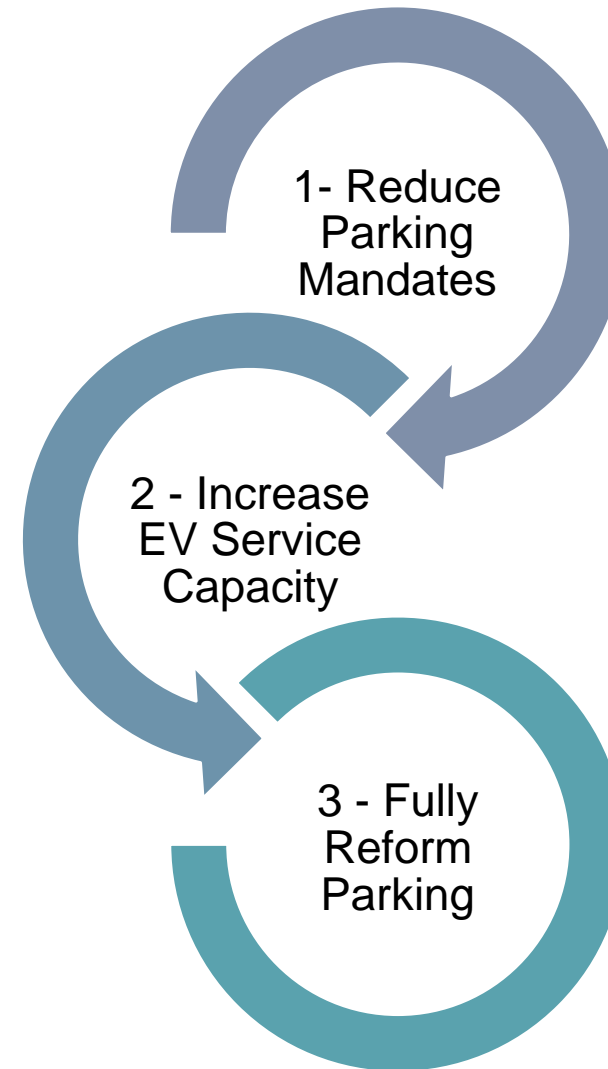 1- Reduce
Parking
Mandates
2 - Increase
EV Service
Capacity
3 - Fully
Reform
Parking